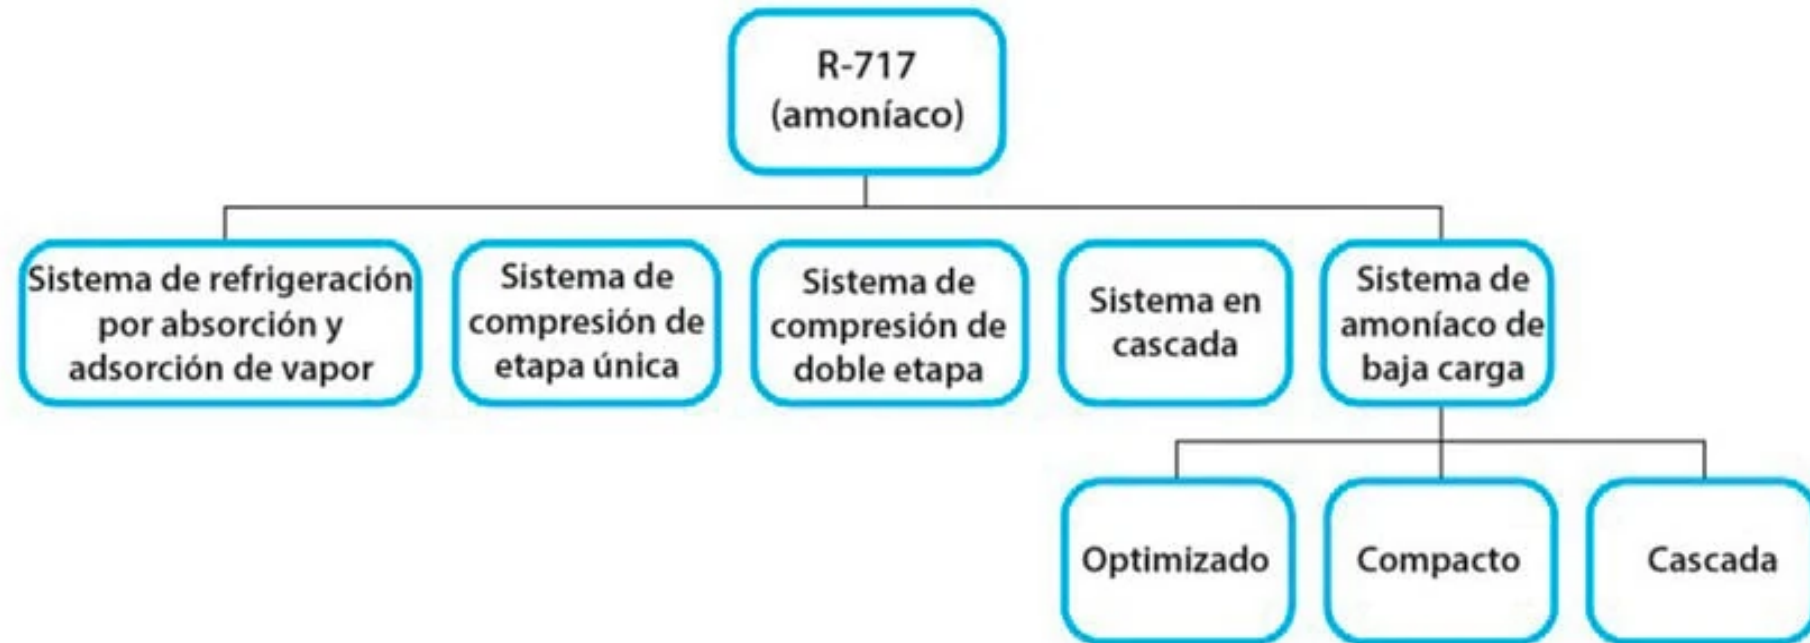 R-717
(amoníaco)
Sistema de refrigeración
por absorción y
adsorción de vapor
Sistema de
compresión de
etapa única
Sistema de
compresión de
doble etapa
Sistema en
cascada
Sistema de
amoníaco de
baja carga
Optimizado
Compacto
Cascada